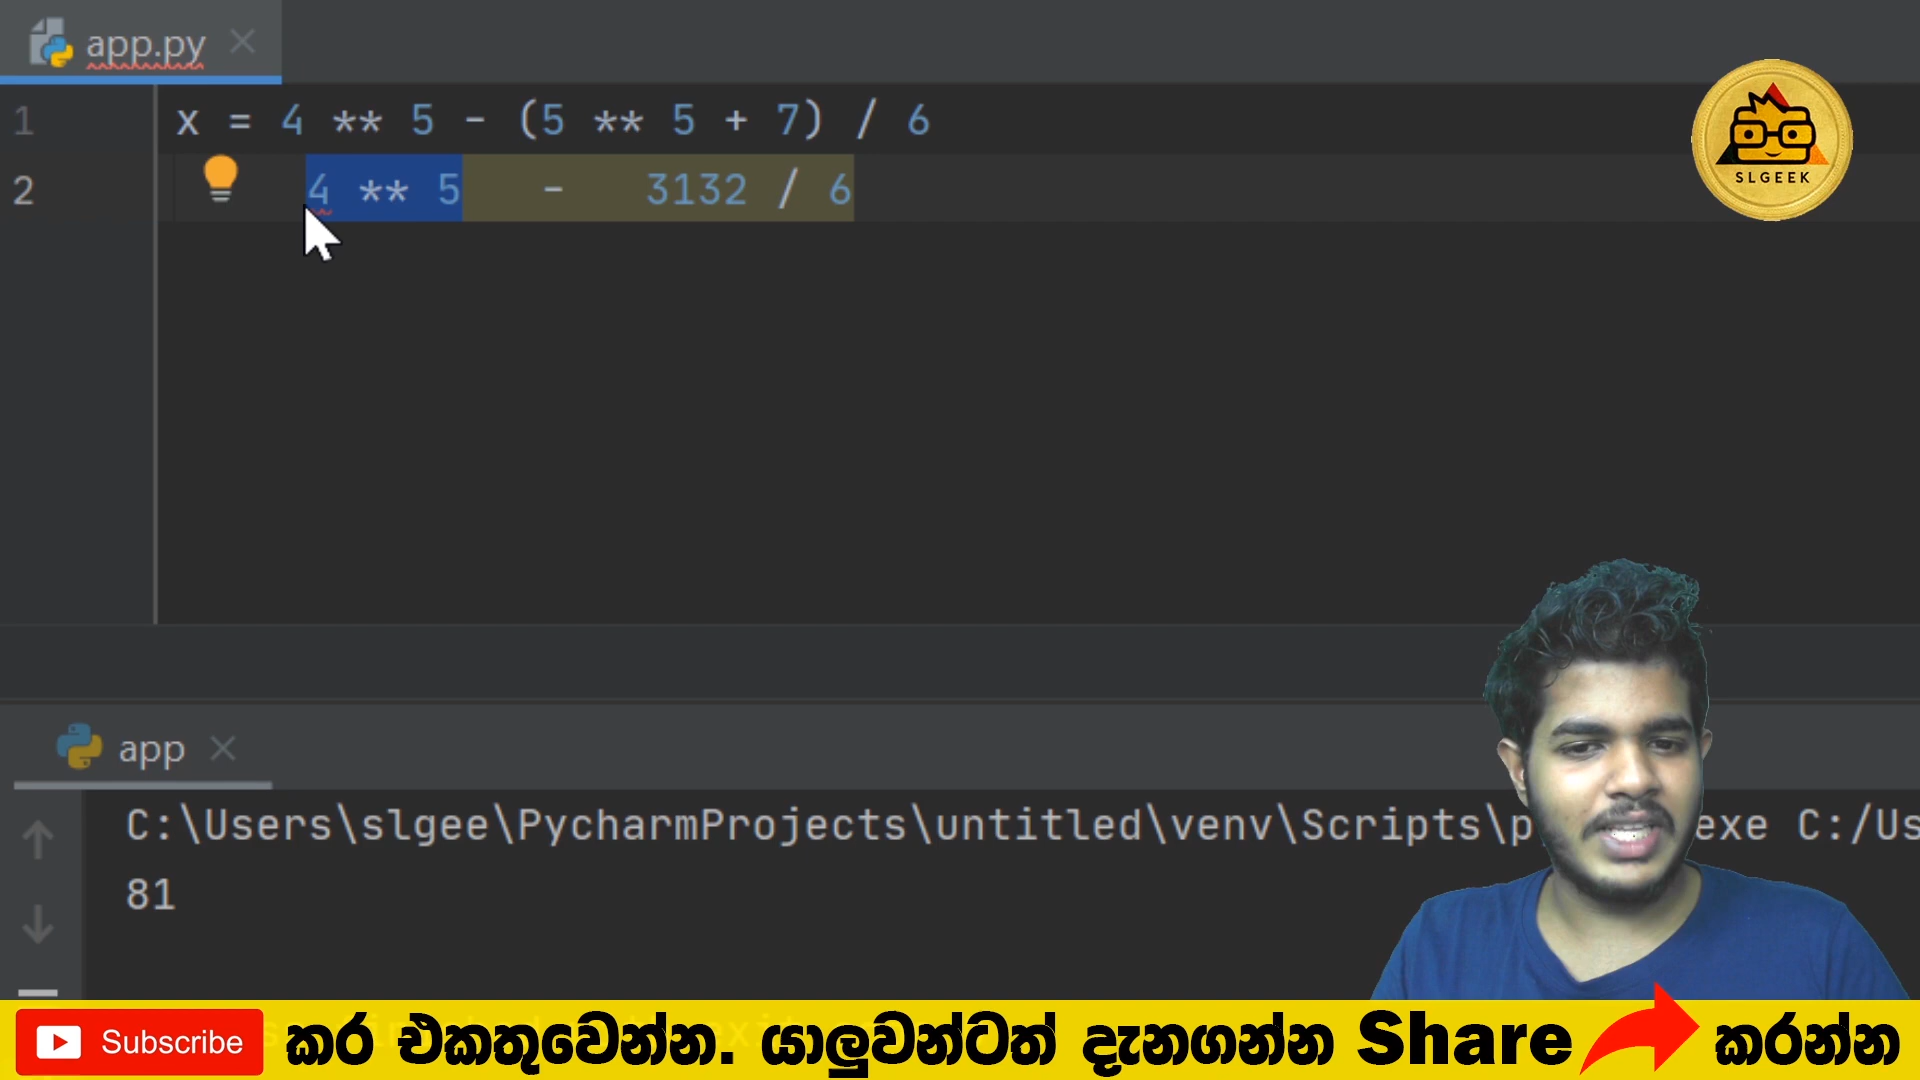 app.py
1 x = 4 ** 5 - (5 ** 5 + 7) / 6
2 4 ** 5 - 3132 / 6
SLGEEK
app
C:\Users\slgee\PycharmProjects\untitled\venv\Scripts\p exe C:/Us
81
Subscribe කර එකතුවෙන්න. යාලුවන්ටත් දැනගන්න Share කරන්න